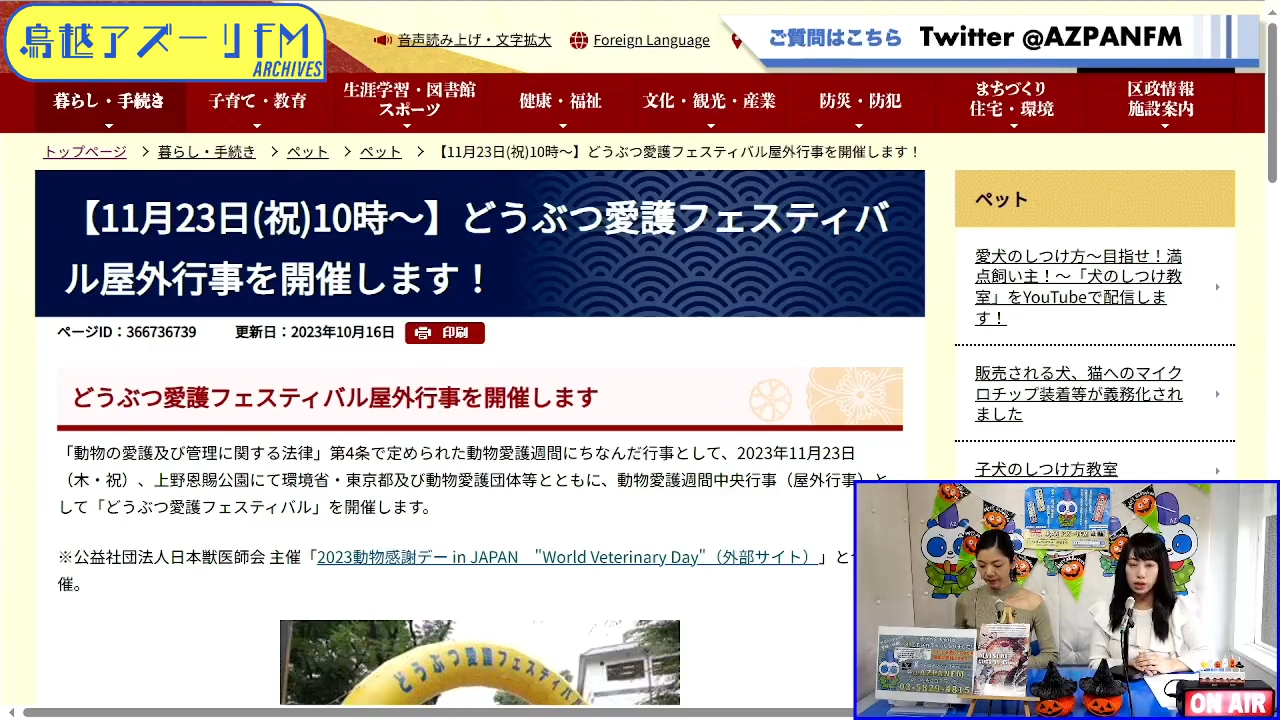 鳥越アズーリFM
ARCHIVES
音声読み上げ・文字拡大
Foreign Language
ご質問はこちら Twitter @AZPANFM
暮らし・手続き
子育て・教育
生涯学習・図書館
スポーツ
健康・福祉
文化・観光・産業
防災・防犯
まちづくり
住宅・環境
区政情報
施設案内
トップページ > 暮らし・手続き > ペット > ペット > 【11月23日(祝)10時～】どうぶつ愛護フェスティバル屋外行事を開催します！
【11月23日(祝)10時～】どうぶつ愛護フェスティバ
ル屋外行事を開催します！
ページID：366736739 更新日：2023年10月16日 印刷
どうぶつ愛護フェスティバル屋外行事を開催します
「動物の愛護及び管理に関する法律」第4条で定められた動物愛護週間にちなんだ行事として、2023年11月23日
（木・祝）、上野恩賜公園にて環境省・東京都及び動物愛護団体等とともに、動物愛護週間中央行事（屋外行事）と
して「どうぶつ愛護フェスティバル」を開催します。
※公益社団法人日本獣医師会 主催「2023動物感謝デー in JAPAN "World Veterinary Day"（外部サイト）」と
催。
どうぶつ愛護フェスティバ
ペット
愛犬のしつけ方～目指せ！満
点飼い主！～「犬のしつけ教
室」をYouTubeで配信しま
す！
販売される犬、猫へのマイク
ロチップ装着等が義務化され
ました
子犬のしつけ方教室
AZPANFM
03-5829-4815
ON AIR